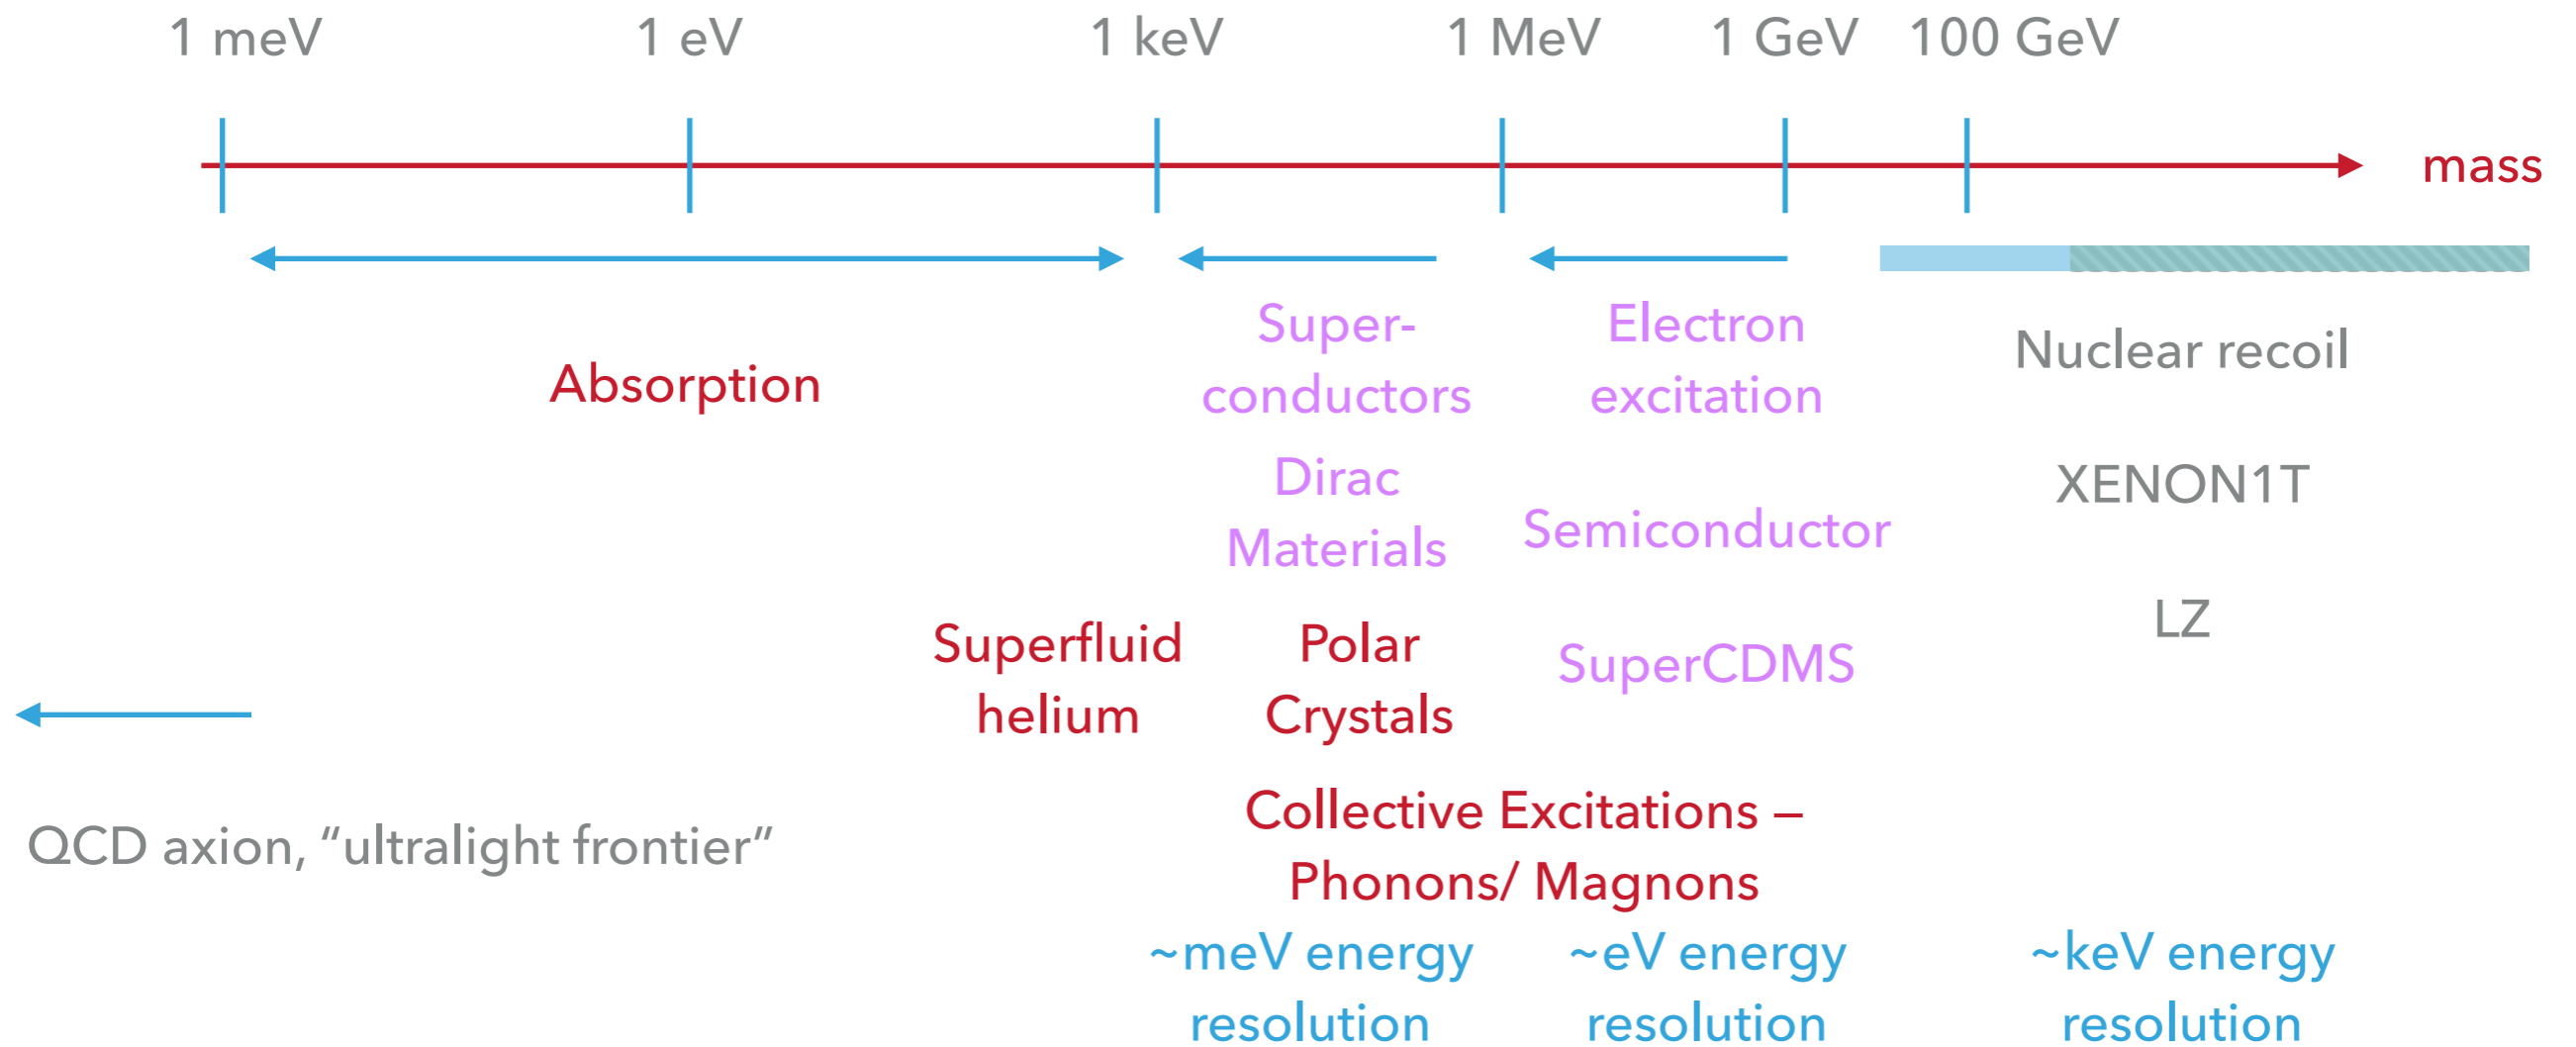 1 meV
1 eV
1 keV
1 MeV
1 GeV
100 GeV
mass
Absorption
Super-
conductors
Dirac
Materials
Electron
excitation
Semiconductor
SuperCDMS
Nuclear recoil
XENON1T
LZ
Superfluid
helium
Polar
Crystals
QCD axion, “ultralight frontier”
Collective Excitations –
Phonons/ Magnons
~meV energy
resolution
~eV energy
resolution
~keV energy
resolution